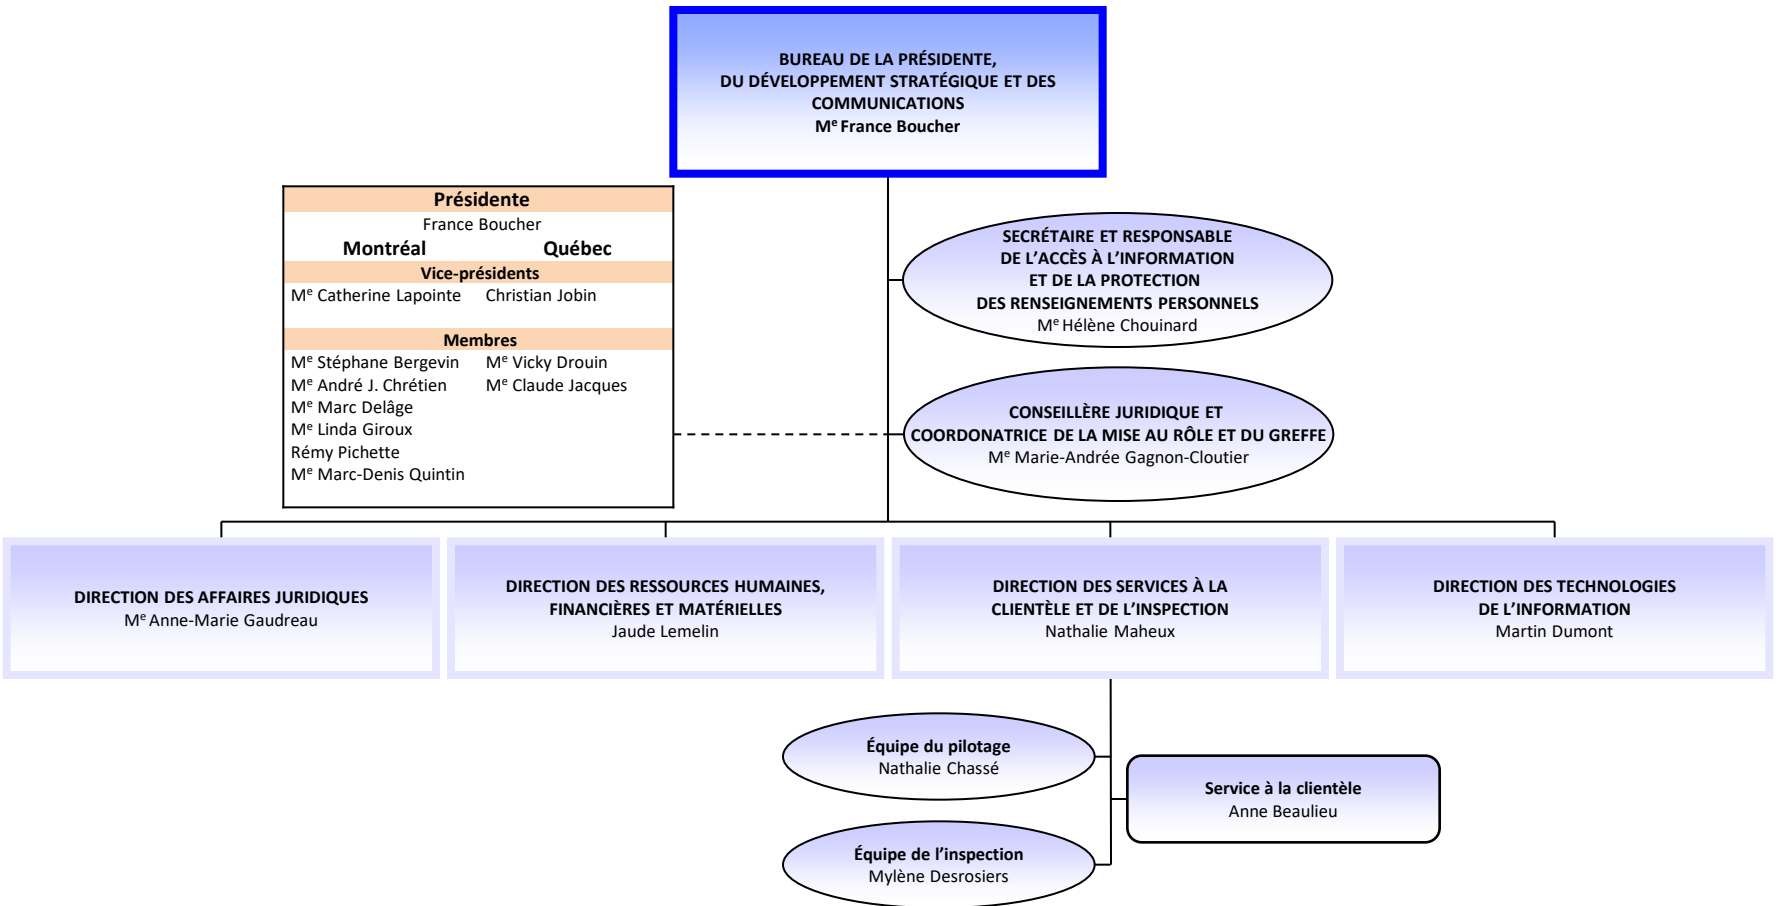 BUREAU DE LA PRÉSIDENTE,
DU DÉVELOPPEMENT STRATÉGIQUE ET DES
COMMUNICATIONS
Me France Boucher
Présidente
France Boucher
Montréal Québec
Vice-présidents
Me Catherine Lapointe Christian Jobin
Membres
Me Stéphane Bergevin Me Vicky Drouin
Me André J. Chrétien Me Claude Jacques
Me Marc Delâge
Me Linda Giroux
Rémy Pichette
Me Marc-Denis Quintin
SECRÉTAIRE ET RESPONSABLE
DE L’ACCÈS À L’INFORMATION
ET DE LA PROTECTION
DES RENSEIGNEMENTS PERSONNELS
Me Hélène Chouinard
CONSEILLÈRE JURIDIQUE ET
COORDONATRICE DE LA MISE AU RÔLE ET DU GREFFE
Me Marie-Andrée Gagnon-Cloutier
DIRECTION DES AFFAIRES JURIDIQUES
Me Anne-Marie Gaudreau
DIRECTION DES RESSOURCES HUMAINES,
FINANCIÈRES ET MATÉRIELLES
Jaude Lemelin
DIRECTION DES SERVICES À LA
CLIENTÈLE ET DE L’INSPECTION
Nathalie Maheux
DIRECTION DES TECHNOLOGIES
DE L’INFORMATION
Martin Dumont
Équipe du pilotage
Nathalie Chassé
Service à la clientèle
Anne Beaulieu
Équipe de l’inspection
Mylène Desrosiers